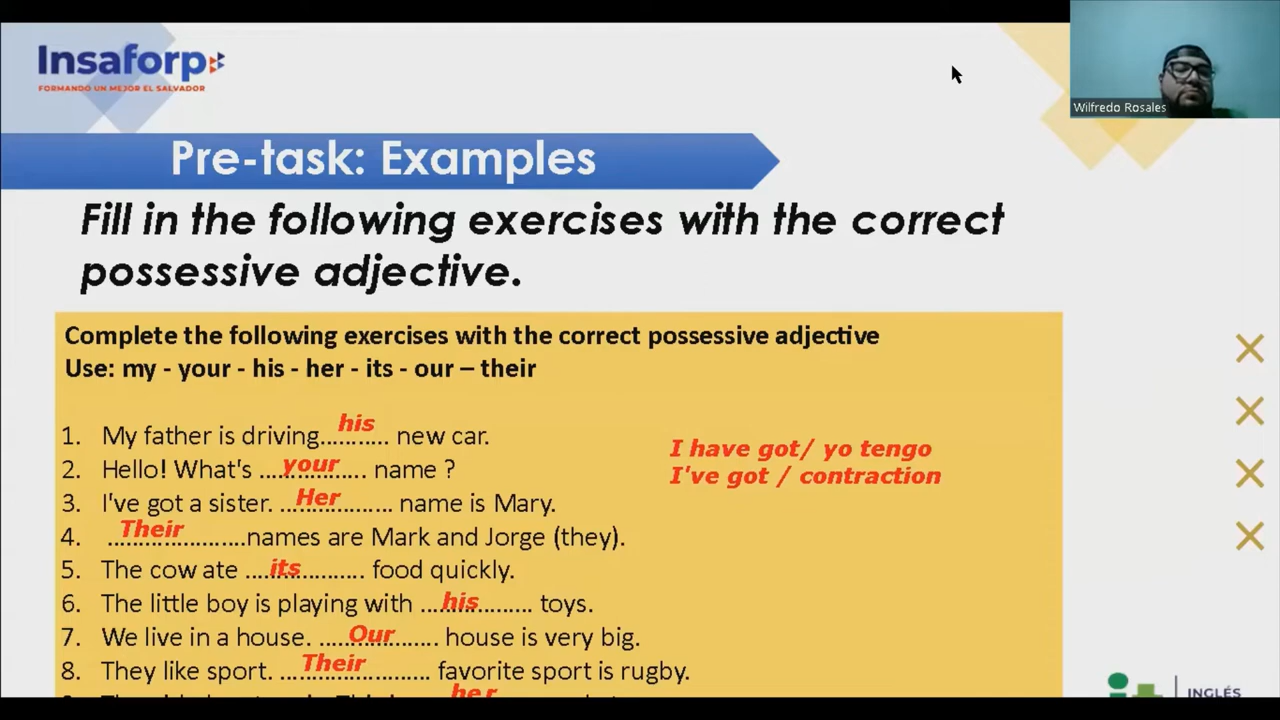 Insaforp
FORMANDO UN MEJOR EL SALVADOR
Wilfredo Rosales
Pre-task: Examples
Fill in the following exercises with the correct
possessive adjective.
Complete the following exercises with the correct possessive adjective
Use: my - your - his - her - its - our – their
1. My father is driving...his........ new car.
2. Hello! What's ....your.... name ?
3. I've got a sister. ...Her........ name is Mary.
4. ..Their..........names are Mark and Jorge (they).
5. The cow ate ....its.......... food quickly.
6. The little boy is playing with ...his........ toys.
7. We live in a house. .....Our....... house is very big.
8. They like sport. ...Their.......... favorite sport is rugby.
her
I have got/ yo tengo
I've got / contraction
INGLÉS